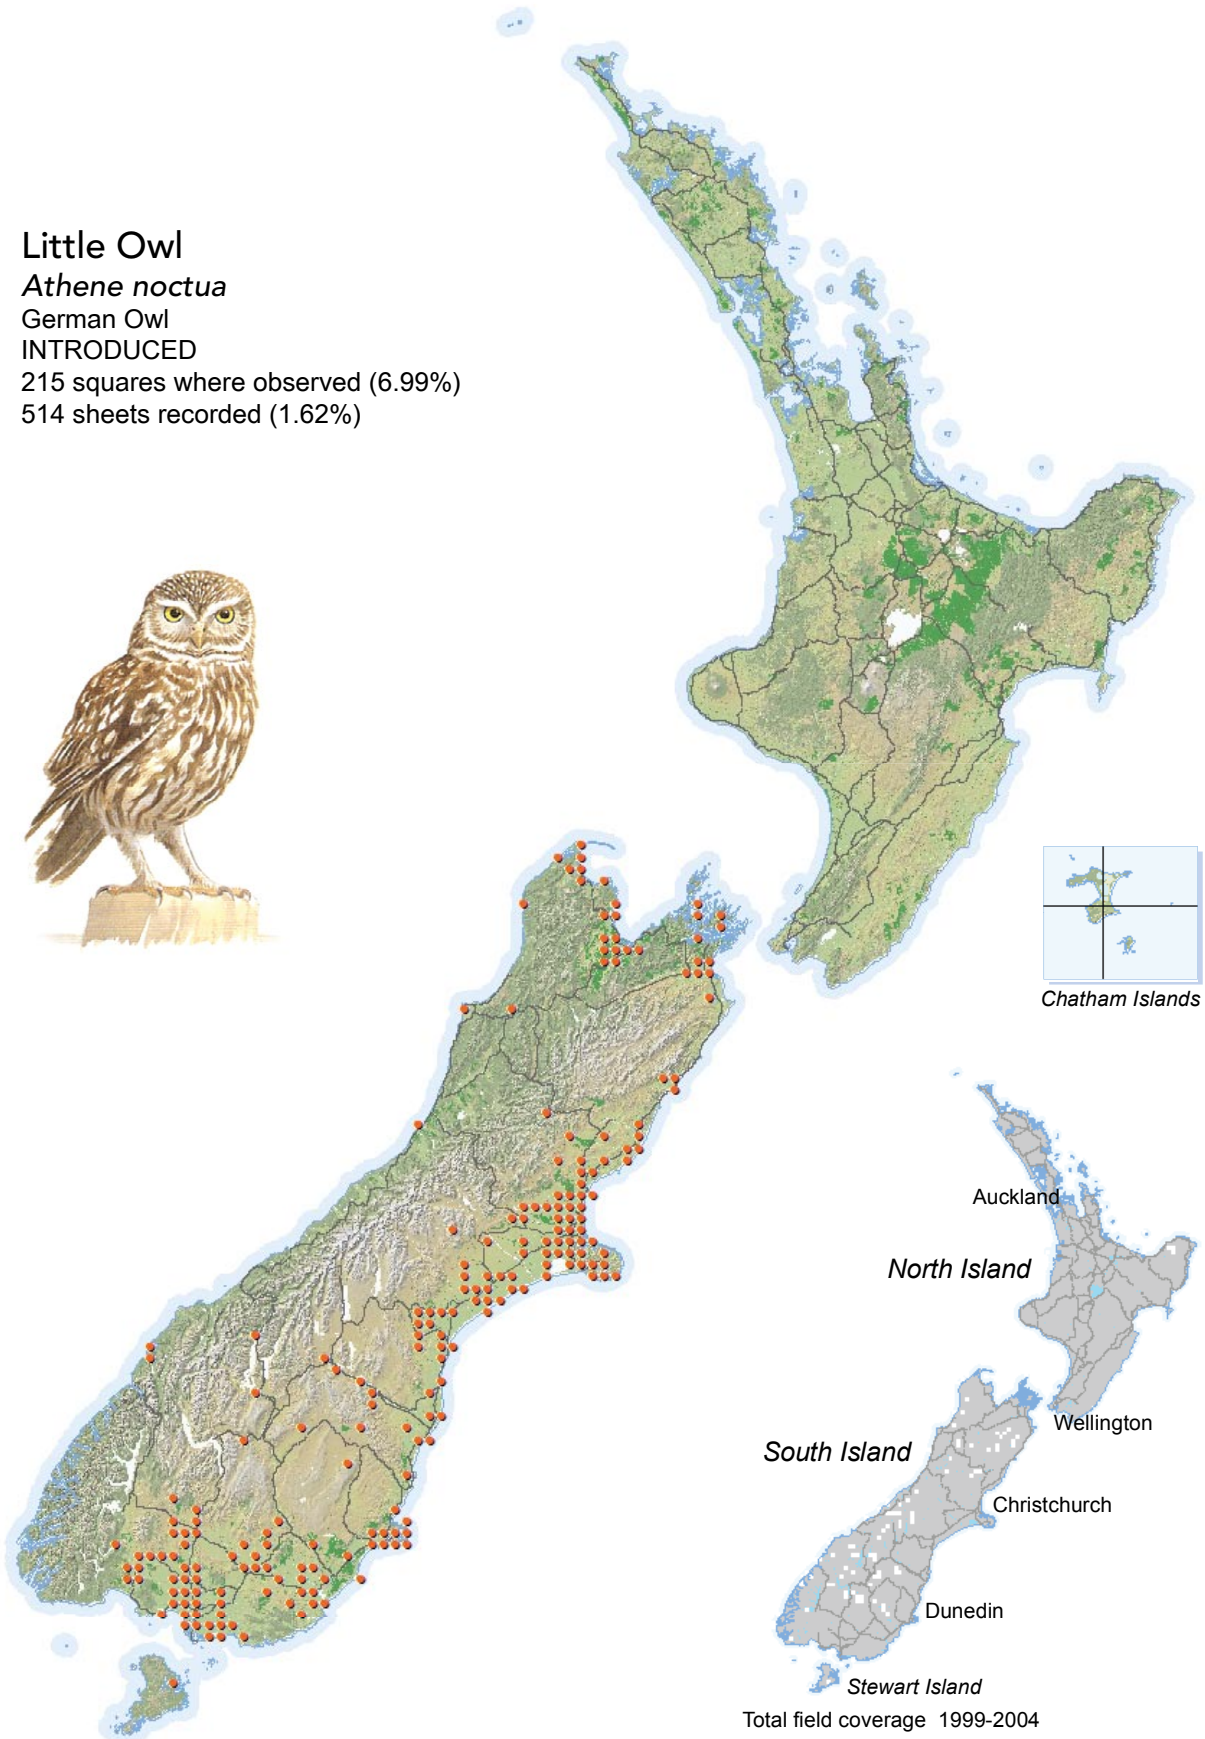 Little Owl
Athene noctua
German Owl
INTRODUCED
215 squares where observed (6.99%)
514 sheets recorded (1.62%)
Chatham Islands
Auckland
North Island
Wellington
South Island
Christchurch
Dunedin
Stewart Island
Total field coverage 1999-2004